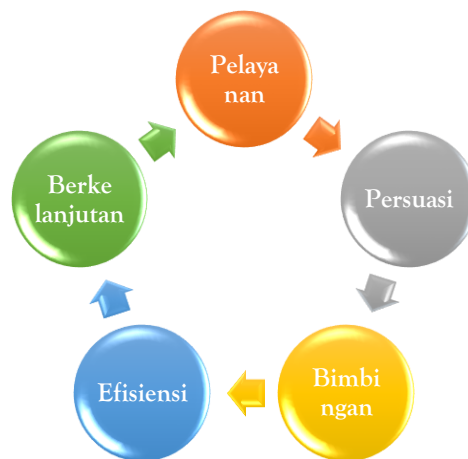 Pelaya
nan
Persuasi
Bimbi
ngan
Efisiensi
Berke
lanjutan